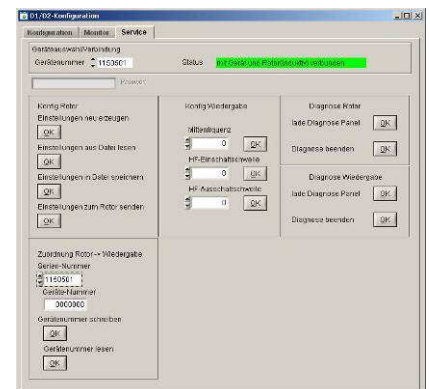 D1/D2-Konfiguration
Konfiguration Monitor Service
Geräteauswahl/Verbindung
Gerätenummer 1150501 Status mit Gerät und Rotor induktiv verbunden
Konfig Rotor
Einstellungen neu erzeugen
OK
Einstellungen aus Datei lesen
OK
Einstellungen in Datei speichern
OK
Einstellungen zum Rotor senden
OK
Konfig Wiedergabe
Mittenfrequenz
0 OK
HF-Einschaltschwelle
0 OK
HF-Ausschaltschwelle
0 OK
Diagnose Rotor
lade Diagnose Panel OK
Diagnose beenden OK
Diagnose Wiedergabe
lade Diagnose Panel OK
Diagnose beenden OK
Zuordnung Rotor -> Wiedergabe
Serien-Nummer
1150501
Geräte-Nummer
0000000
Gerätenummer schreiben
OK
Gerätenummer lesen
OK